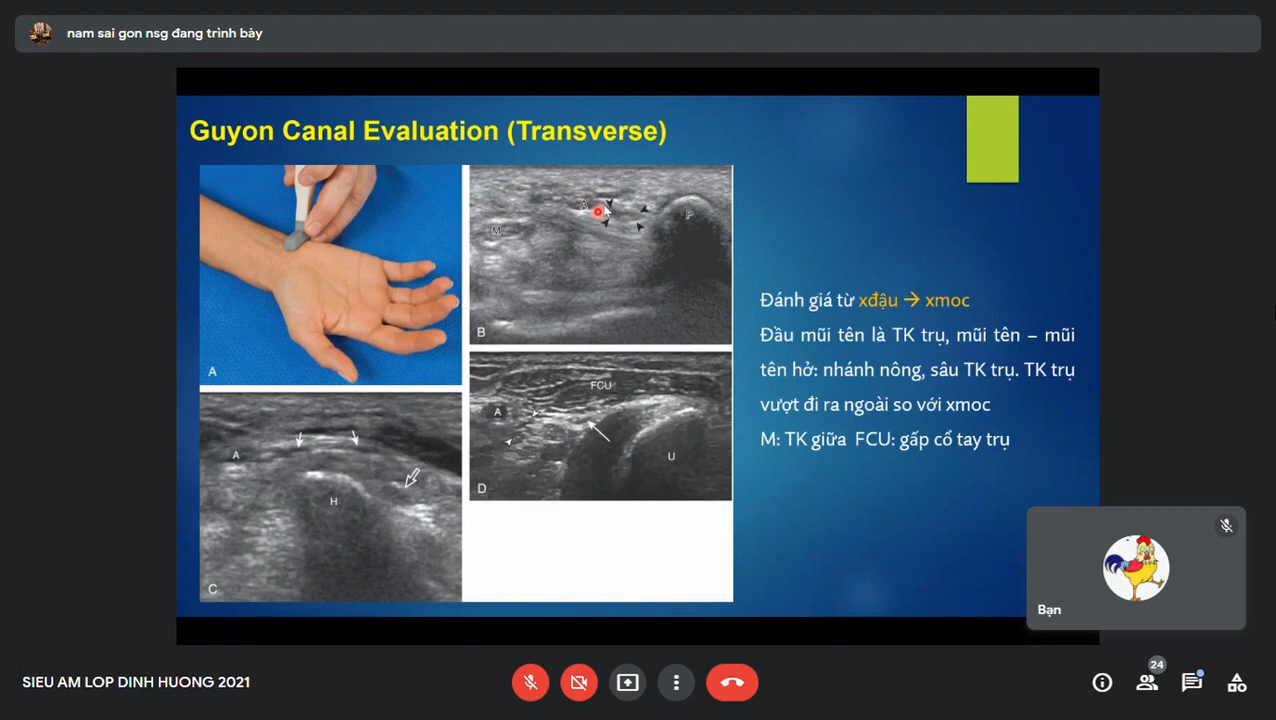 nam sai gon nsg đang trình bày
Guyon Canal Evaluation (Transverse)
A
A
P
M
B
Đánh giá từ xđậu → xmoc
Đầu mũi tên là TK trụ, mũi tên – mũi
tên hở: nhánh nông, sâu TK trụ. TK trụ
vượt đi ra ngoài so với xmoc
M: TK giữa FCU: gấp cổ tay trụ
FCU
A
U
D
A
H
C
Bạn
SIEU AM LOP DINH HUONG 2021
24